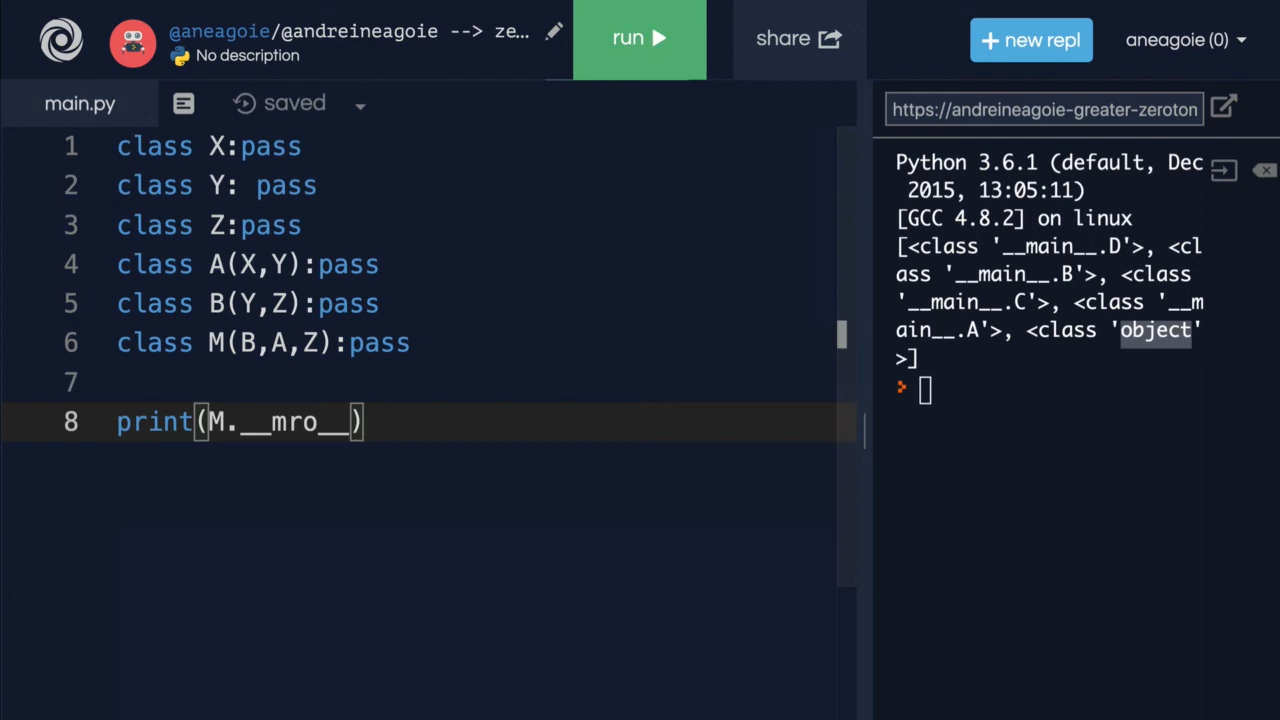 @aneagoie/@andreineagoie --> ze...
No description
run
share
+ new repl
aneagoie (0)
main.py
saved
https://andreineagoie-greater-zeroton
1 class X:pass
2 class Y: pass
3 class Z:pass
4 class A(X,Y):pass
5 class B(Y,Z):pass
6 class M(B,A,Z):pass
7
8 print(M.__mro__)
Python 3.6.1 (default, Dec
2015, 13:05:11)
[GCC 4.8.2] on linux
[<class '__main__.D'>, <cl
ass '__main__.B'>, <class
'__main__.C'>, <class '__m
ain__.A'>, <class 'object'
>]